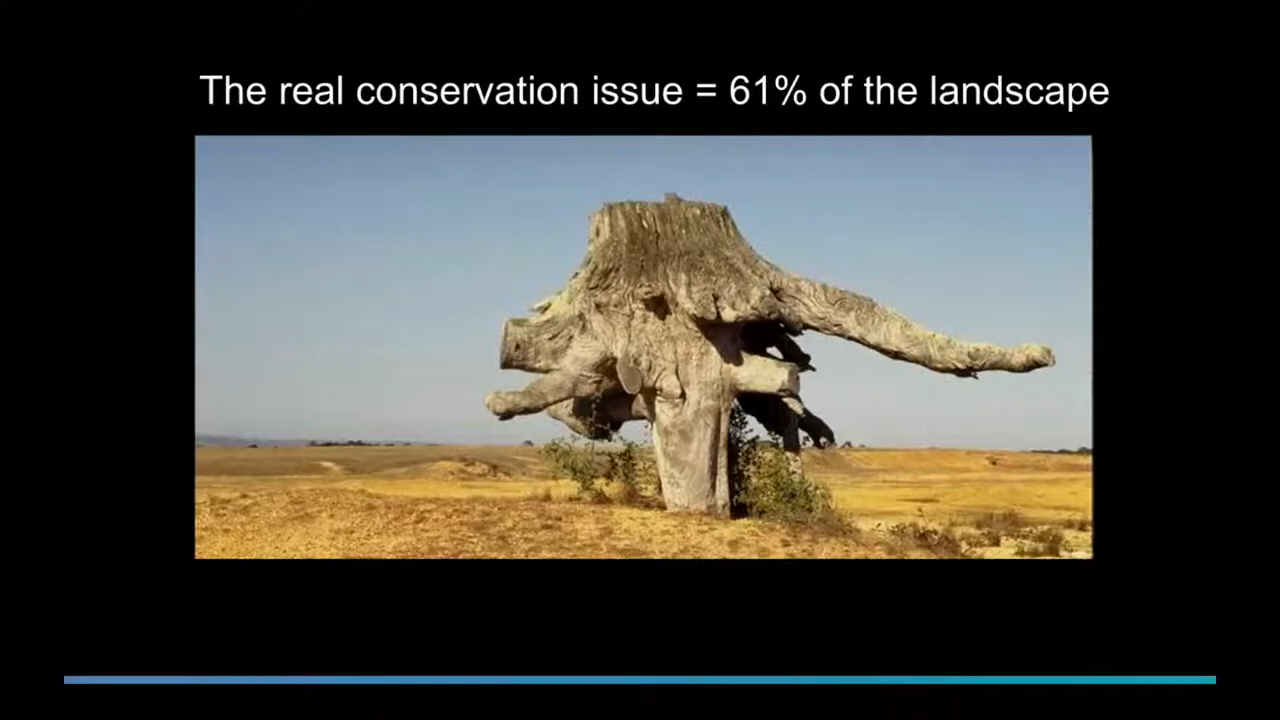 The real conservation issue = 61% of the landscape